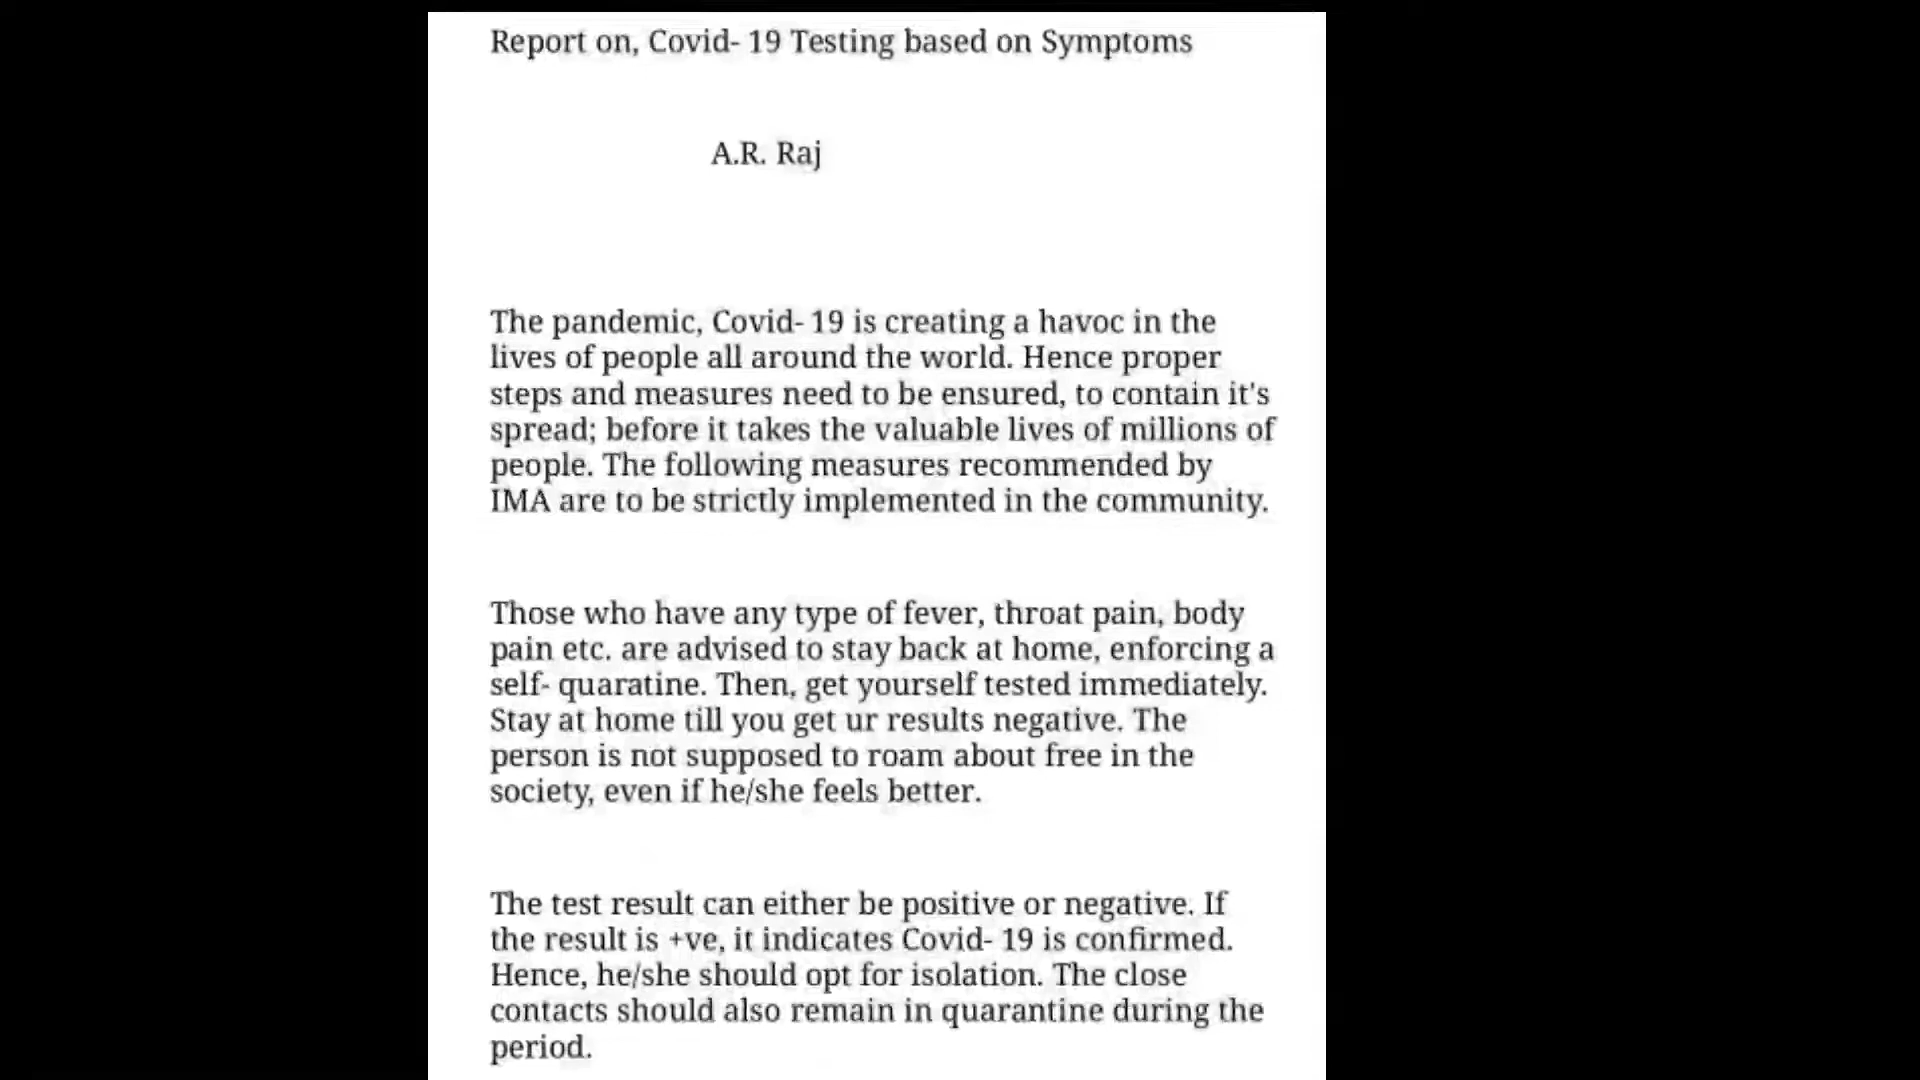 Report on, Covid- 19 Testing based on Symptoms
A.R. Raj
The pandemic, Covid- 19 is creating a havoc in the
lives of people all around the world. Hence proper
steps and measures need to be ensured, to contain it's
spread; before it takes the valuable lives of millions of
people. The following measures recommended by
IMA are to be strictly implemented in the community.
Those who have any type of fever, throat pain, body
pain etc. are advised to stay back at home, enforcing a
self- quaratine. Then, get yourself tested immediately.
Stay at home till you get ur results negative. The
person is not supposed to roam about free in the
society, even if he/she feels better.
The test result can either be positive or negative. If
the result is +ve, it indicates Covid- 19 is confirmed.
Hence, he/she should opt for isolation. The close
contacts should also remain in quarantine during the
period.